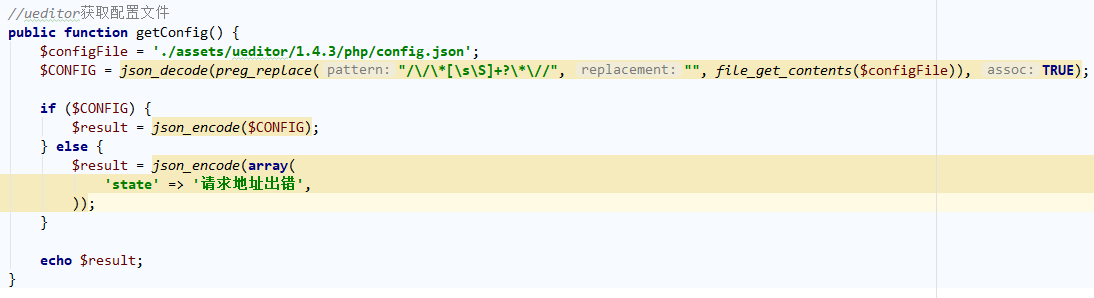 //ueditor获取配置文件
public function getConfig() {
$configFile = './assets/ueditor/1.4.3/php/config.json';
$CONFIG = json_decode(preg_replace( pattern: "/\/\*[\s\S]+?\*\//", replacement: "", file_get_contents($configFile)), assoc: TRUE);
if ($CONFIG) {
$result = json_encode($CONFIG);
} else {
$result = json_encode(array(
'state' => '请求地址出错',
));
}
echo $result;
}